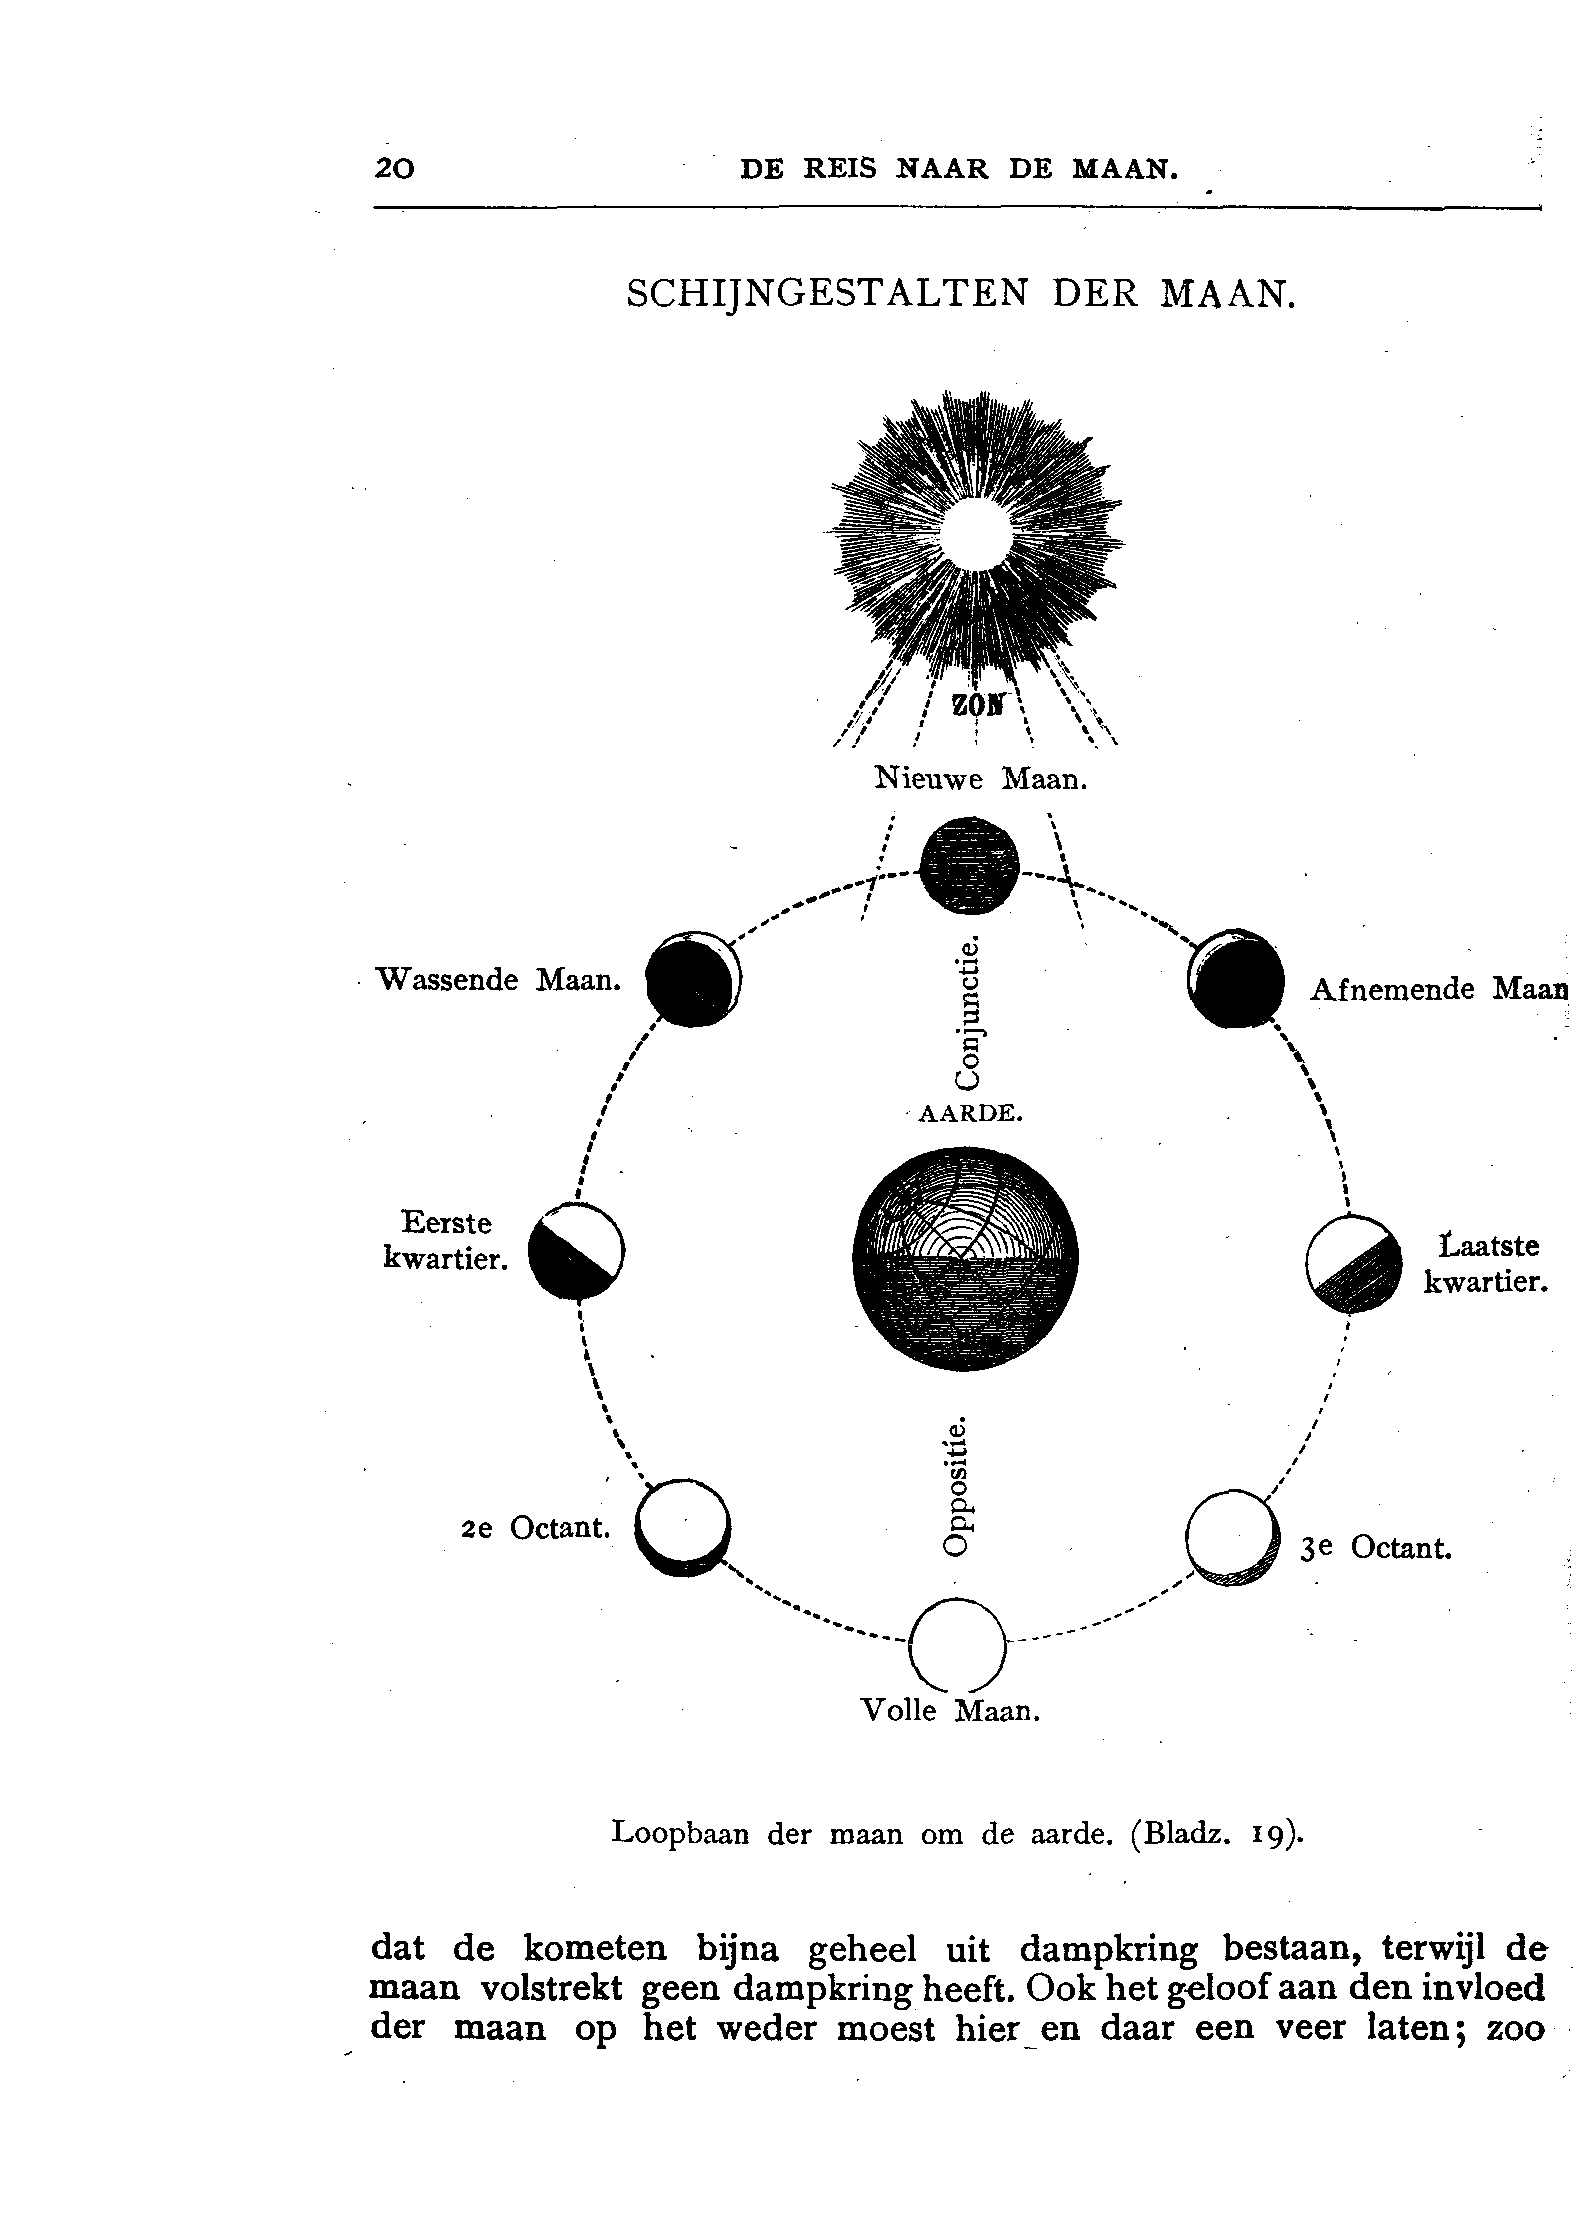 20 DE REIS NAAR DE MAAN.
SCHIJNGESTALTEN DER MAAN.
ZON
Nieuwe Maan.
Wassende Maan.
Conjunctie.
Afnemende Maan
AARDE.
Eerste
kwartier.
Laatste
kwartier.
Oppositie.
2e Octant.
3e Octant.
Volle Maan.
Loopbaan der maan om de aarde. (Bladz. 19).
dat de kometen bijna geheel uit dampkring bestaan, terwijl de
maan volstrekt geen dampkring heeft. Ook het geloof aan den invloed
der maan op het weder moest hier en daar een veer laten; zoo